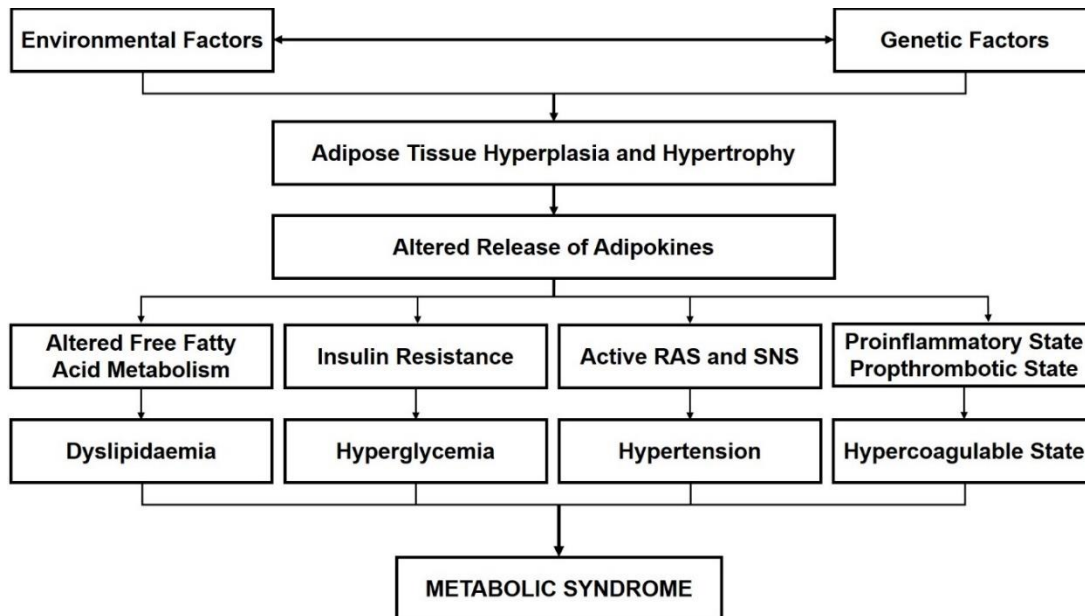 Environmental Factors
Genetic Factors
Adipose Tissue Hyperplasia and Hypertrophy
Altered Release of Adipokines
Altered Free Fatty
Acid Metabolism
Insulin Resistance
Active RAS and SNS
Proinflammatory State
Propthrombotic State
Dyslipidaemia
Hyperglycemia
Hypertension
Hypercoagulable State
METABOLIC SYNDROME